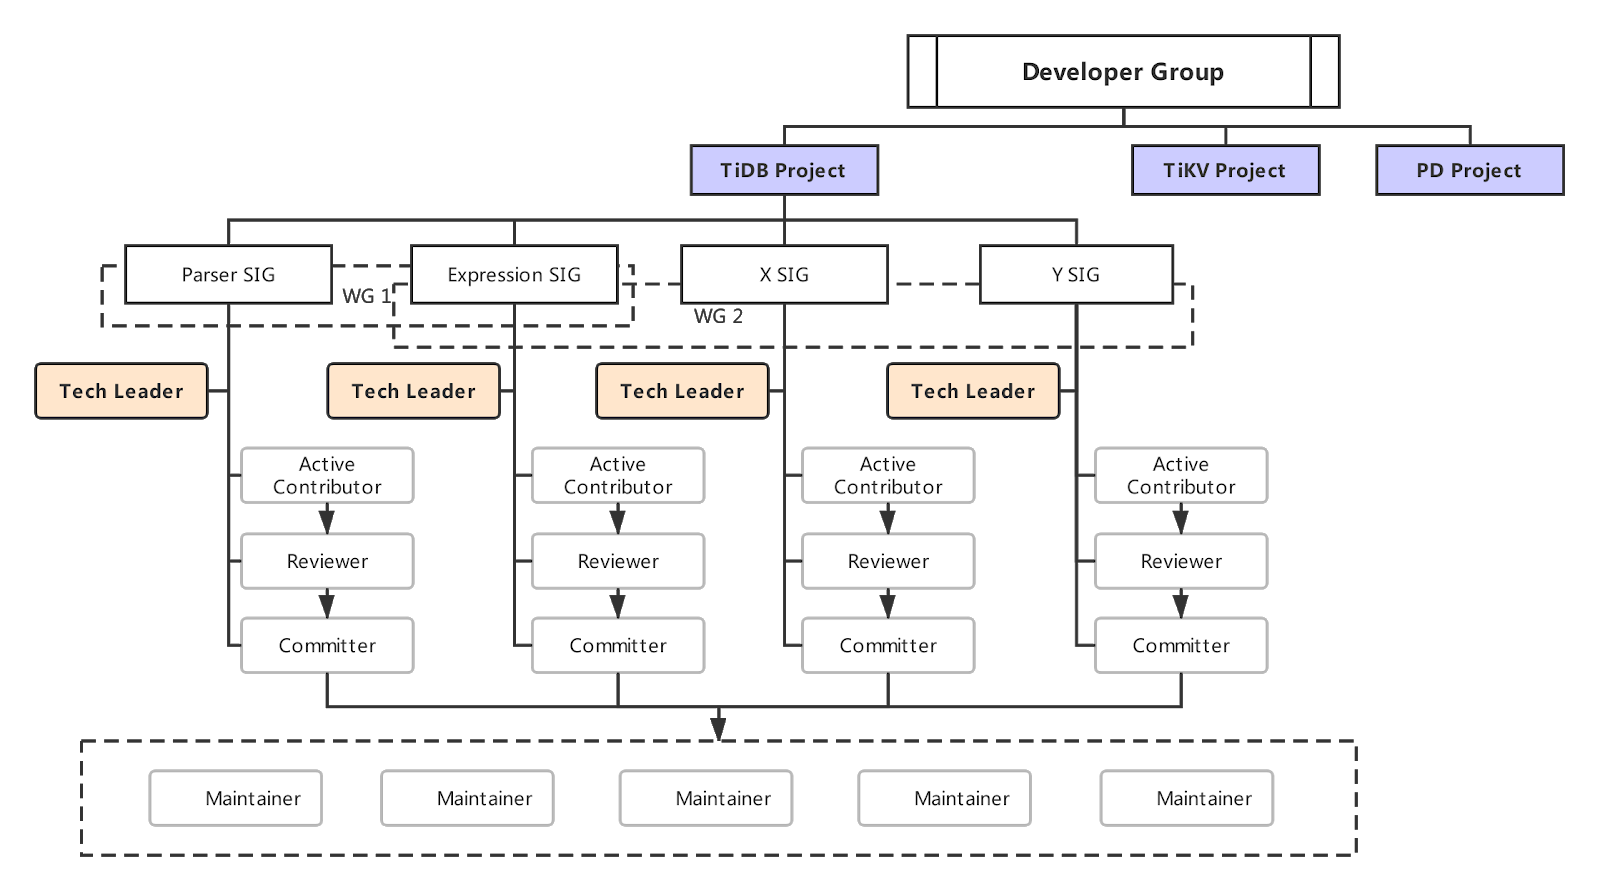 Developer Group
TiDB Project
TiKV Project
PD Project
Parser SIG
Expression SIG
X SIG
Y SIG
WG 1
WG 2
Tech Leader
Tech Leader
Tech Leader
Tech Leader
Active
Contributor
Active
Contributor
Active
Contributor
Active
Contributor
Reviewer
Reviewer
Reviewer
Reviewer
Committer
Committer
Committer
Committer
Maintainer
Maintainer
Maintainer
Maintainer
Maintainer